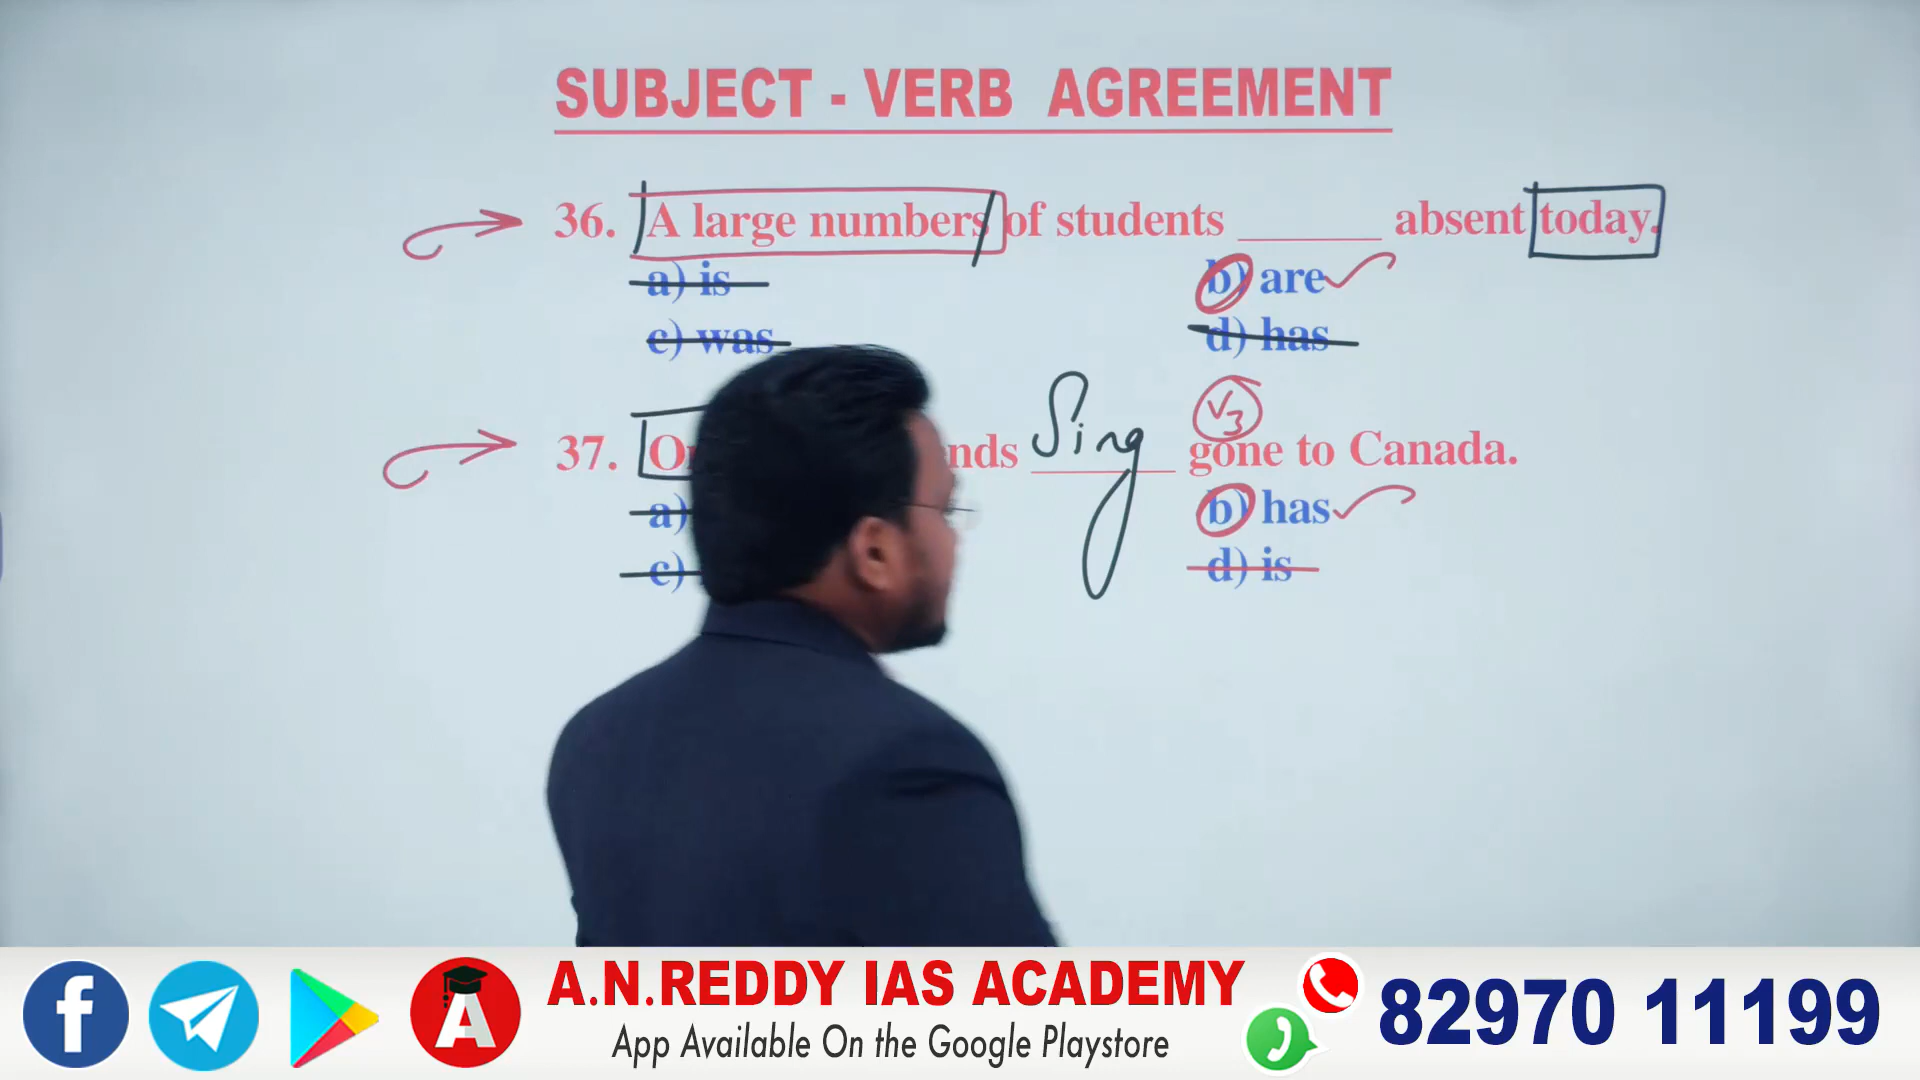 SUBJECT - VERB AGREEMENT
36. A large numbers of students ______ absent today.
a) is b) are
c) was d) has
V3
Sing
37. ______ gone to Canada.
a) b) has
c) d) is
A.N.REDDY IAS ACADEMY
App Available On the Google Playstore
82970 11199